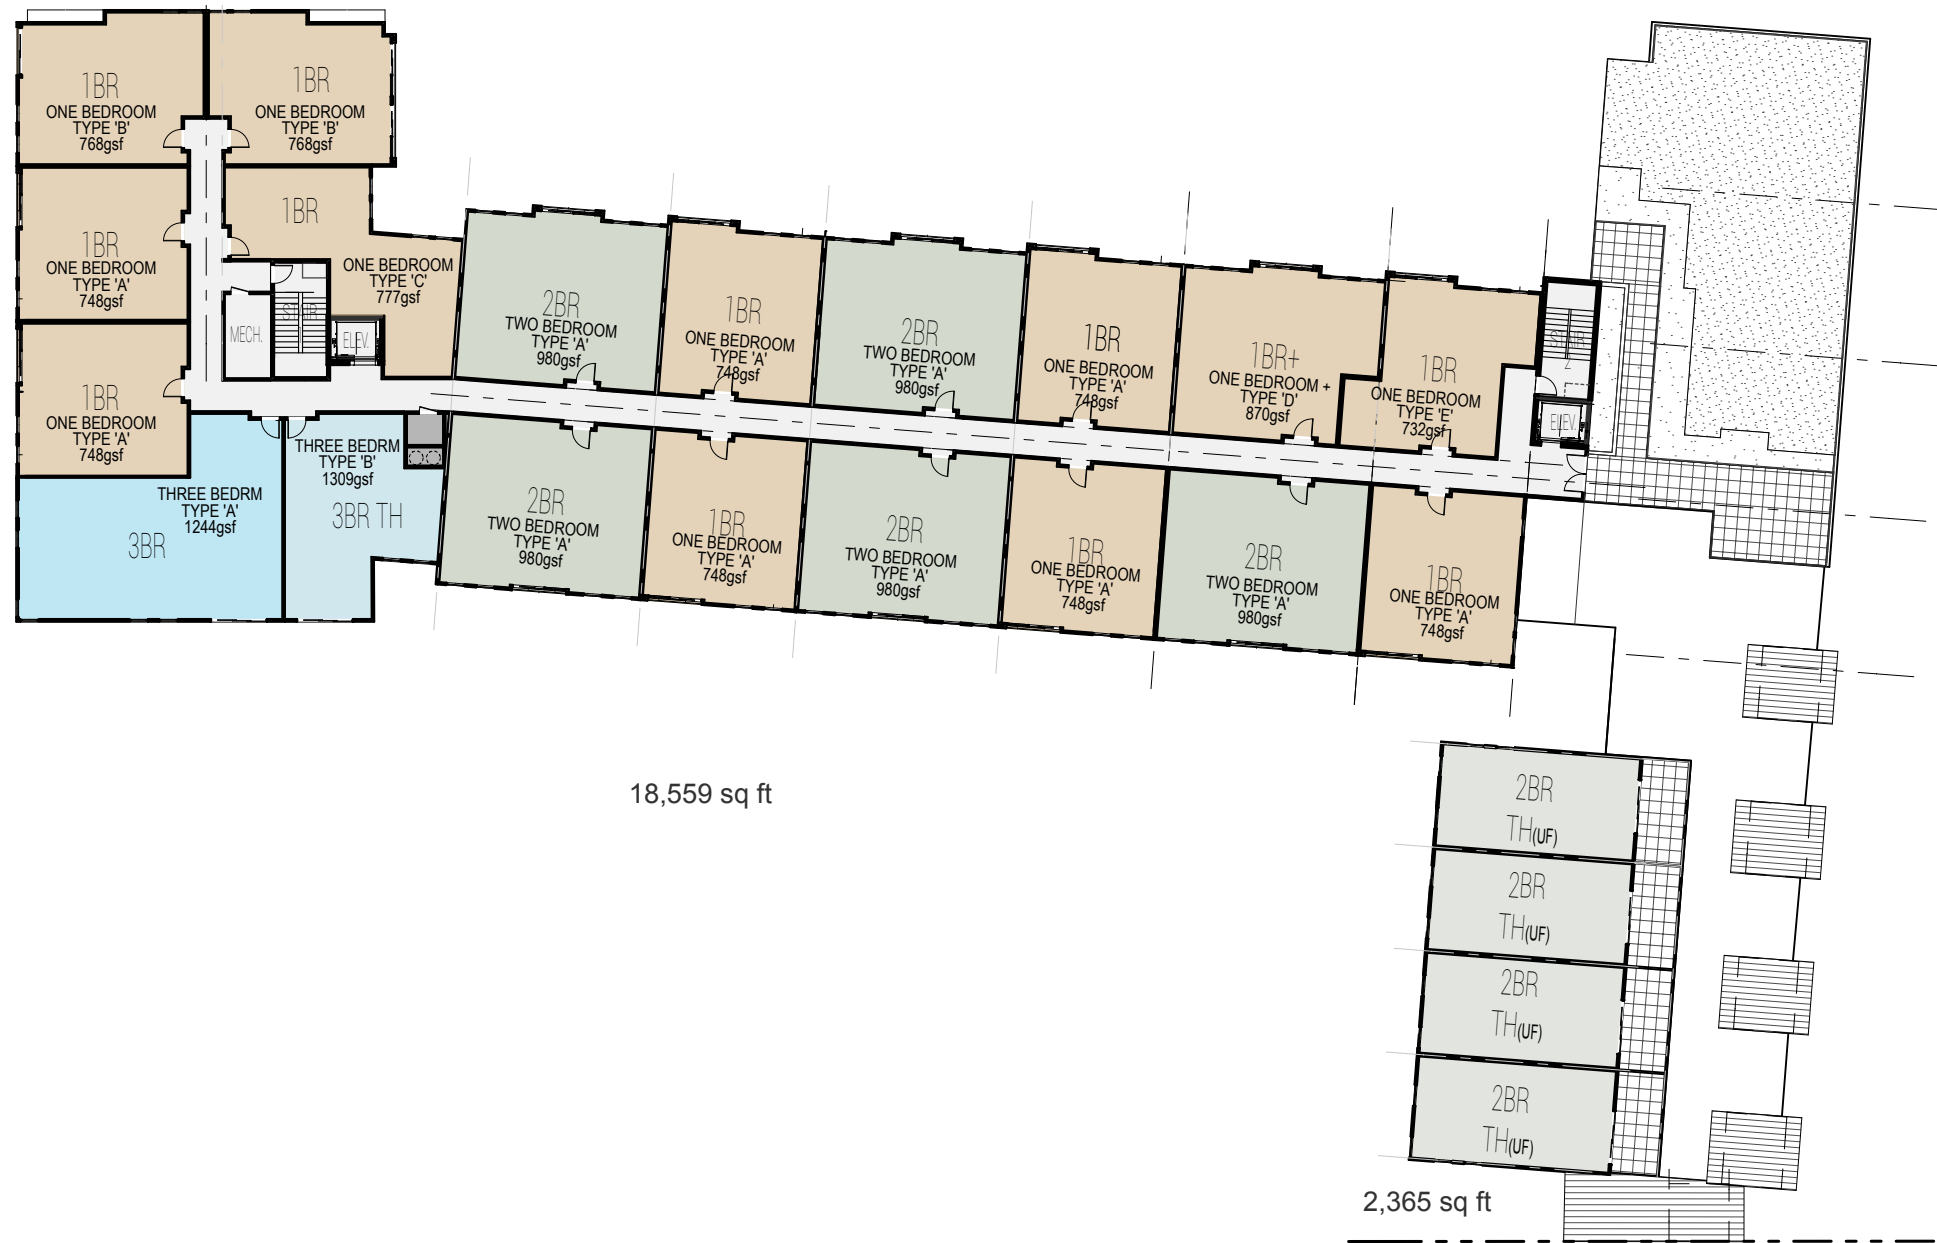 1BR
ONE BEDROOM
TYPE 'B'
768gsf
1BR
ONE BEDROOM
TYPE 'B'
768gsf
1BR
ONE BEDROOM
TYPE 'A'
748gsf
1BR
ONE BEDROOM
TYPE 'C'
777gsf
MECH.
STAIR
ELEV.
1BR
ONE BEDROOM
TYPE 'A'
748gsf
THREE BEDRM
TYPE 'A'
1244gsf
3BR
THREE BEDRM
TYPE 'B'
1309gsf
3BR TH
2BR
TWO BEDROOM
TYPE 'A'
980gsf
1BR
ONE BEDROOM
TYPE 'A'
748gsf
2BR
TWO BEDROOM
TYPE 'A'
980gsf
1BR
ONE BEDROOM
TYPE 'A'
748gsf
1BR+
ONE BEDROOM +
TYPE 'D'
870gsf
1BR
ONE BEDROOM
TYPE 'E'
732gsf
STAIR
2
ELEV.
2BR
TWO BEDROOM
TYPE 'A'
980gsf
1BR
ONE BEDROOM
TYPE 'A'
748gsf
2BR
TWO BEDROOM
TYPE 'A'
980gsf
1BR
ONE BEDROOM
TYPE 'A'
748gsf
2BR
TWO BEDROOM
TYPE 'A'
980gsf
1BR
ONE BEDROOM
TYPE 'A'
748gsf
18,559 sq ft
2BR
TH(UF)
2BR
TH(UF)
2BR
TH(UF)
2BR
TH(UF)
2,365 sq ft